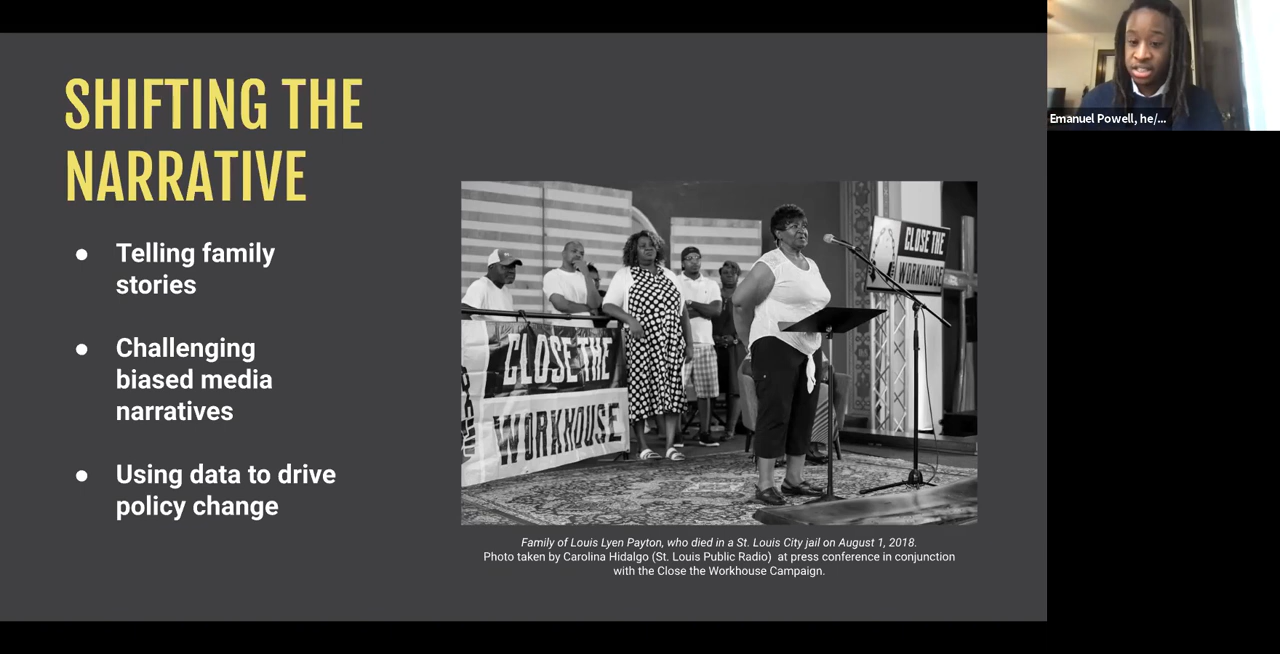 SHIFTING THE
NARRATIVE
● Telling family
stories
● Challenging
biased media
narratives
● Using data to drive
policy change
CLOSE THE
WORKHOUSE
CLOSE THE
WORKHOUSE
Family of Louis Lyen Payton, who died in a St. Louis City jail on August 1, 2018.
Photo taken by Carolina Hidalgo (St. Louis Public Radio) at press conference in conjunction
with the Close the Workhouse Campaign.
Emanuel Powell, he/...